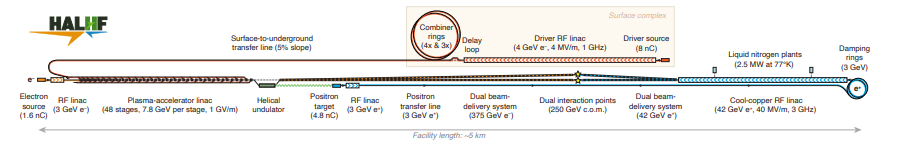 HALHF
Surface complex
Combiner
rings
(4x & 3x)
Delay
loop
Driver RF linac
(4 GeV e⁻, 4 MV/m, 1 GHz)
Driver source
(8 nC)
Surface-to-underground
transfer line (5% slope)
Liquid nitrogen plants
(2.5 MW at 77°K)
Damping
rings
(3 GeV)
e⁻
e⁺
Electron
source
(1.6 nC)
RF linac
(3 GeV e⁻)
Plasma-accelerator linac
(48 stages, 7.8 GeV per stage, 1 GV/m)
Helical
undulator
Positron
target
(4.8 nC)
RF linac
(3 GeV e⁺)
Positron
transfer line
(3 GeV e⁺)
Dual beam-
delivery system
(375 GeV e⁻)
Dual interaction points
(250 GeV c.o.m.)
Dual beam-
delivery system
(42 GeV e⁺)
Cool-copper RF linac
(42 GeV e⁺, 40 MV/m, 3 GHz)
Facility length: ~5 km